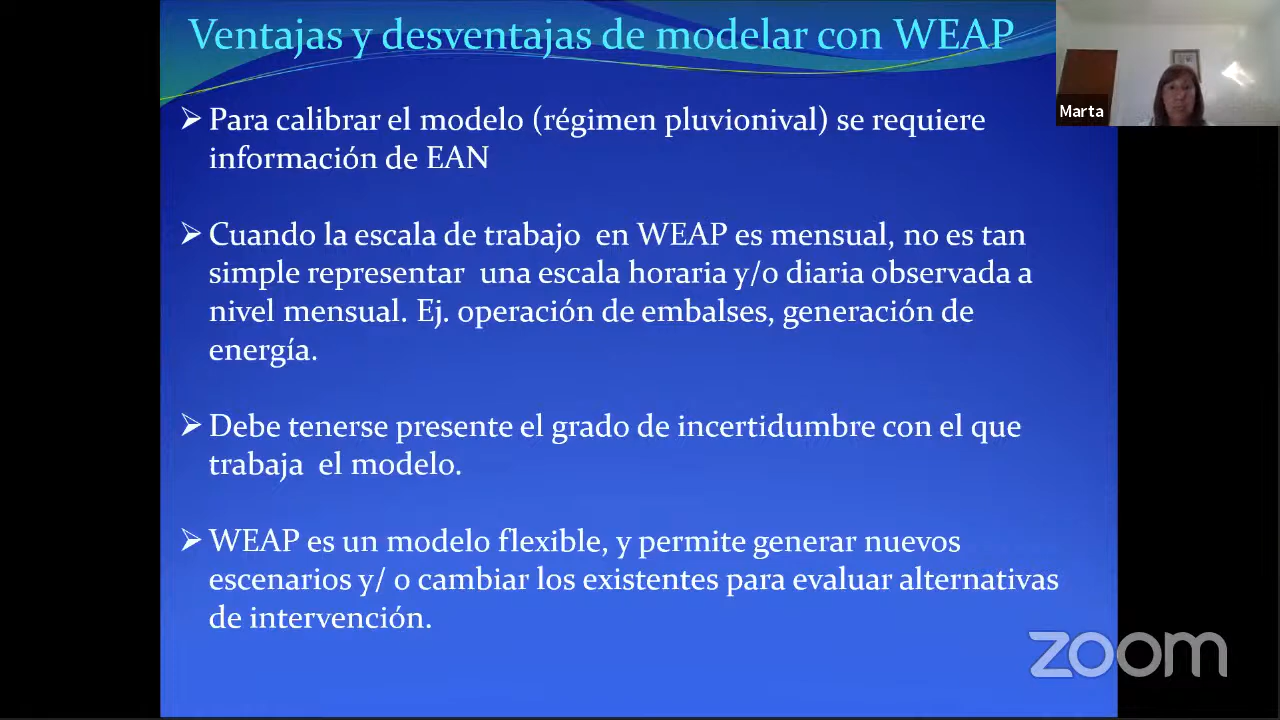 Ventajas y desventajas de modelar con WEAP
Marta
➢ Para calibrar el modelo (régimen pluvionival) se requiere
información de EAN
➢ Cuando la escala de trabajo en WEAP es mensual, no es tan
simple representar una escala horaria y/o diaria observada a
nivel mensual. Ej. operación de embalses, generación de
energía.
➢ Debe tenerse presente el grado de incertidumbre con el que
trabaja el modelo.
➢ WEAP es un modelo flexible, y permite generar nuevos
escenarios y/ o cambiar los existentes para evaluar alternativas
de intervención.
zoom